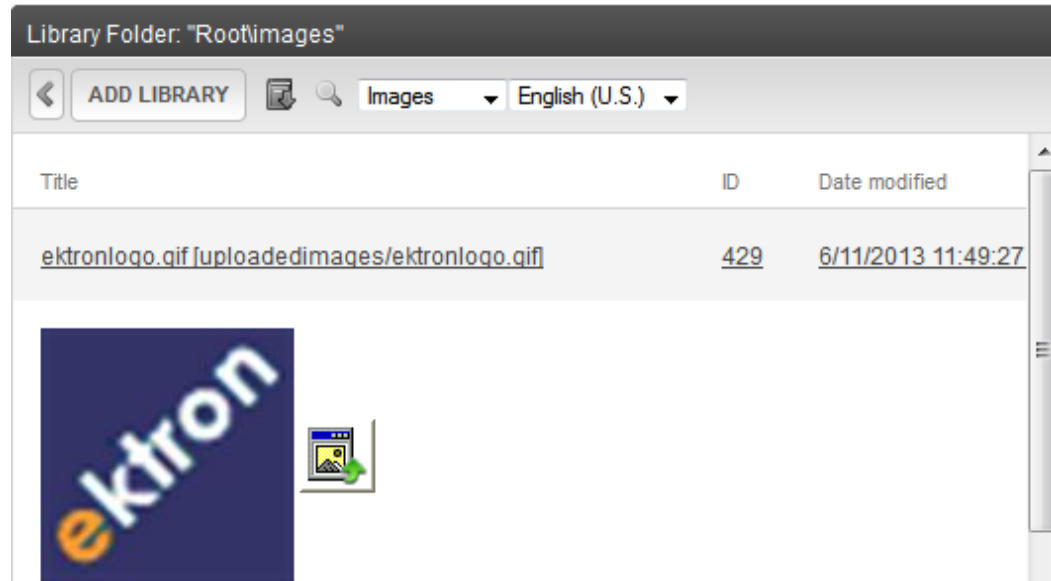 Library Folder: "Root\images"
ADD LIBRARY Images English (U.S.)
Title ID Date modified
ektronlogo.gif [uploadedimages/ektronlogo.gif] 429 6/11/2013 11:49:27
ektron